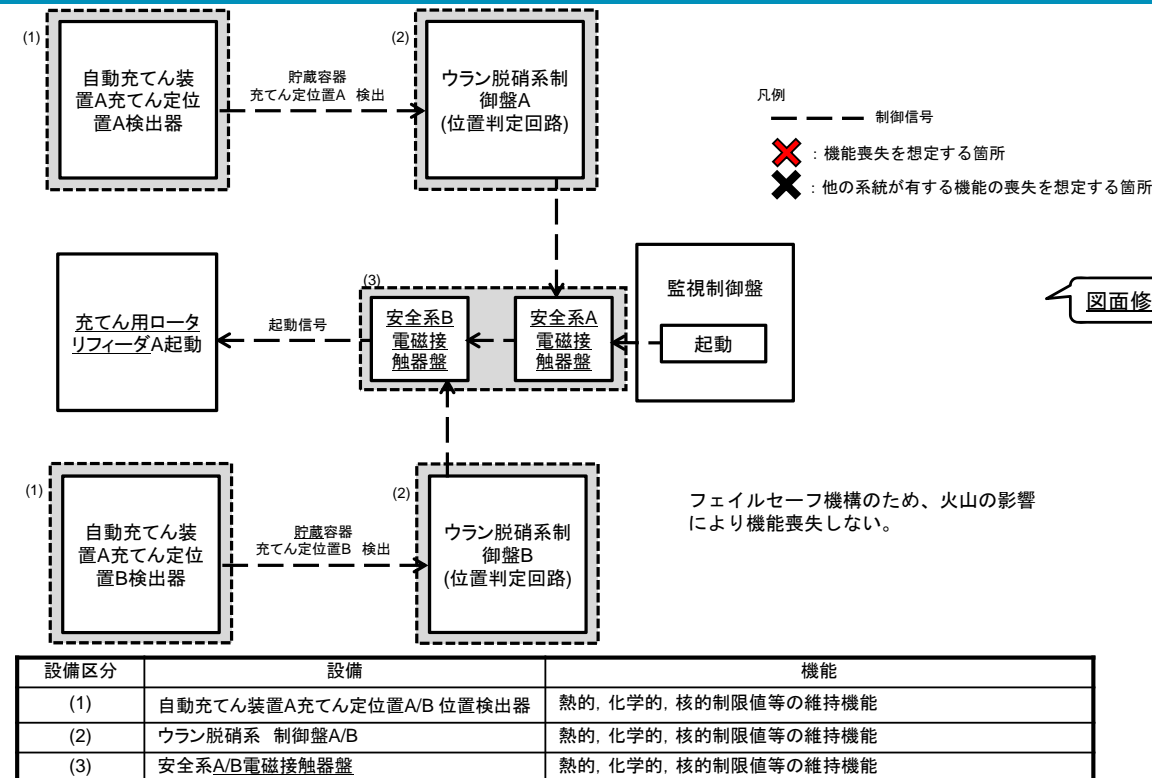 (1)
自動充てん装
置A充てん定位
置A検出器
貯蔵容器
充てん定位置A 検出
(2)
ウラン脱硝系制
御盤A
(位置判定回路)
凡例
制御信号
：機能喪失を想定する箇所
：他の系統が有する機能の喪失を想定する箇所
充てん用ロータ
リフィーダA起動
起動信号
(3)
安全系B
電磁接
触器盤
安全系A
電磁接
触器盤
監視制御盤
起動
図面修
(1)
自動充てん装
置A充てん定位
置B検出器
貯蔵容器
充てん定位置B 検出
(2)
ウラン脱硝系制
御盤B
(位置判定回路)
フェイルセーフ機構のため、火山の影響
により機能喪失しない。
設備区分 設備 機能
(1) 自動充てん装置A充てん定位置A/B 位置検出器 熱的, 化学的, 核的制限値等の維持機能
(2) ウラン脱硝系 制御盤A/B 熱的, 化学的, 核的制限値等の維持機能
(3) 安全系A/B電磁接触器盤 熱的, 化学的, 核的制限値等の維持機能